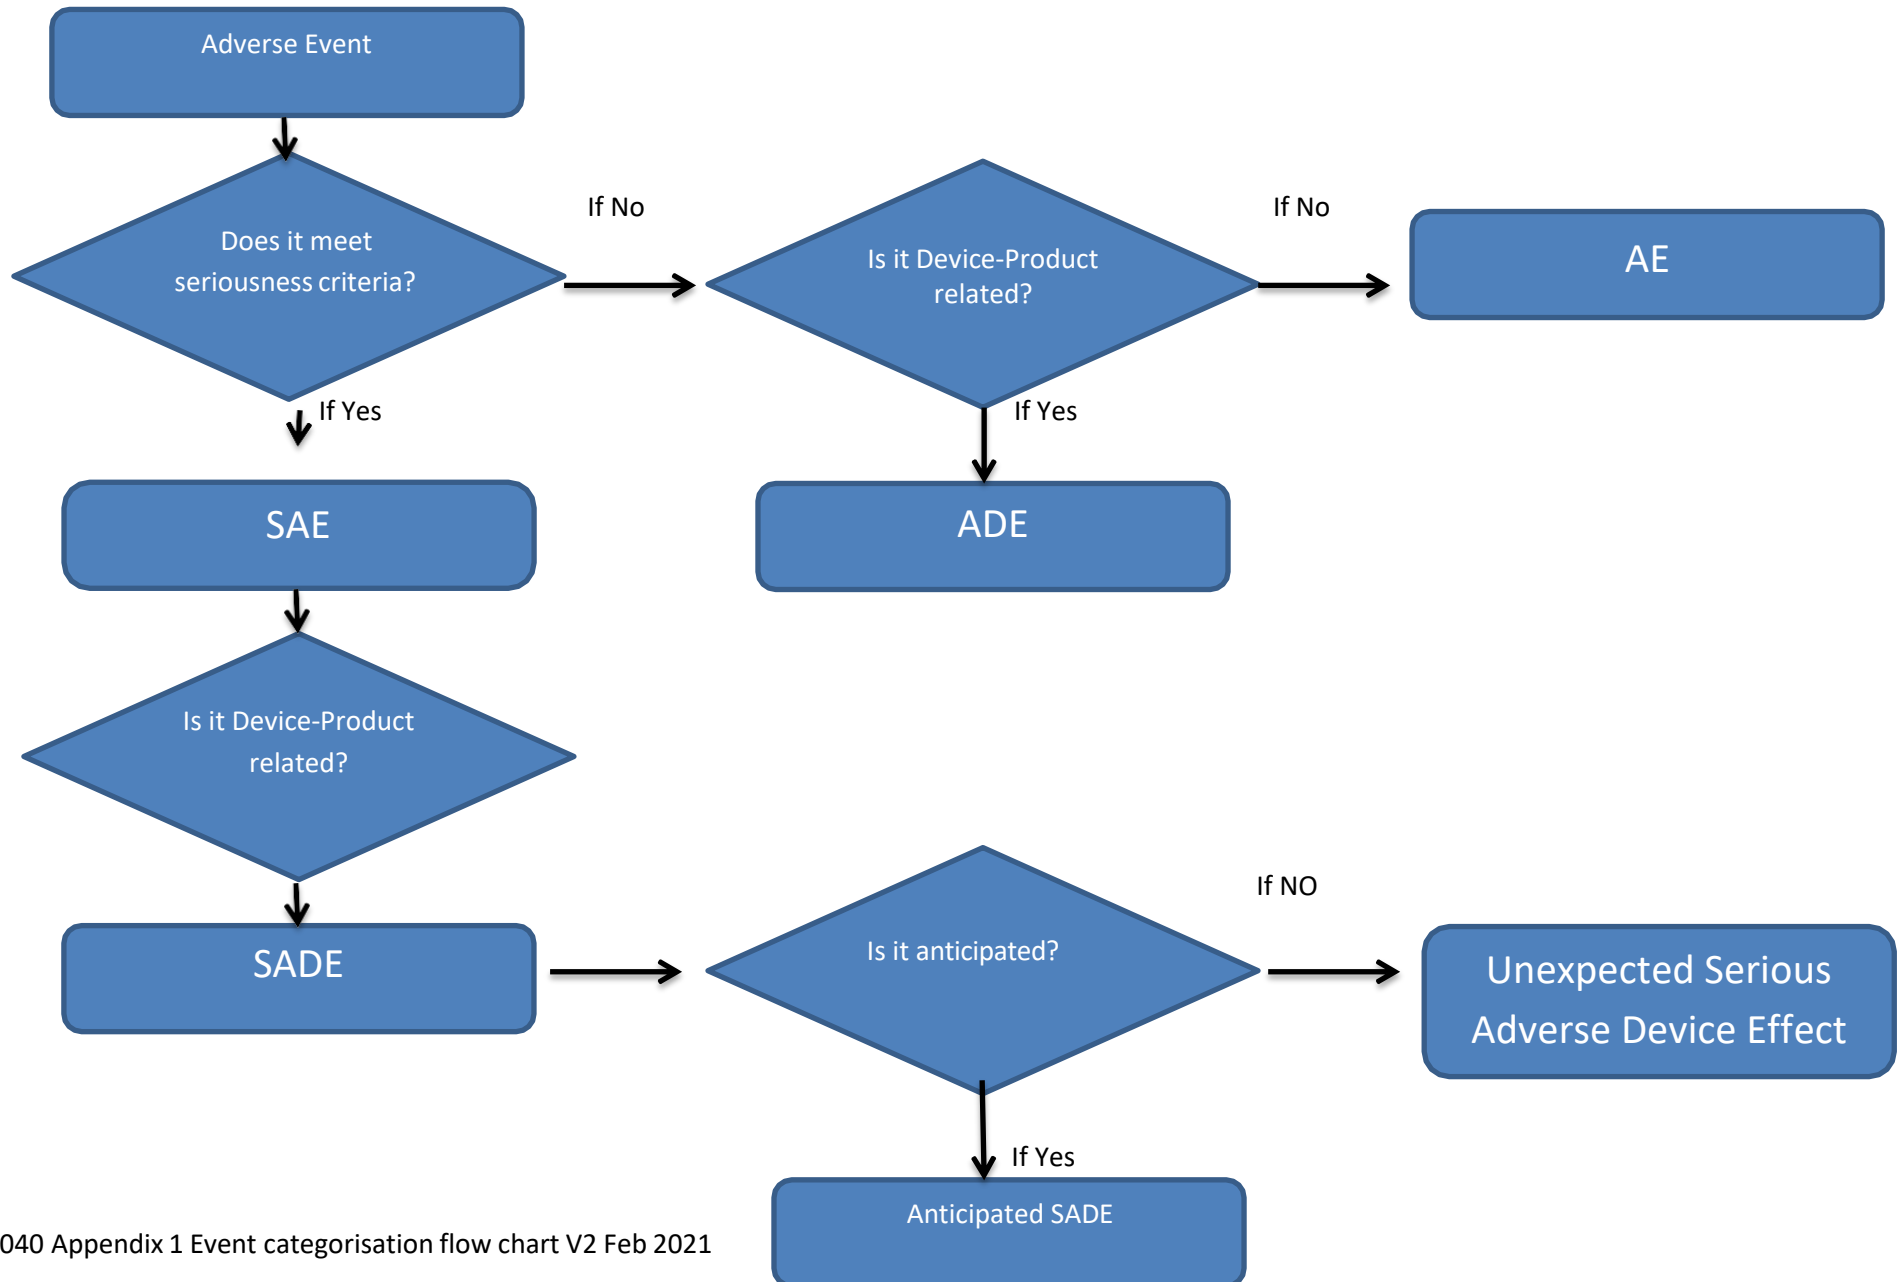 Adverse Event
Does it meet
seriousness criteria?
If No
Is it Device-Product
related?
If No
AE
If Yes
If Yes
SAE
ADE
Is it Device-Product
related?
SADE
Is it anticipated?
If NO
Unexpected Serious
Adverse Device Effect
If Yes
Anticipated SADE
040 Appendix 1 Event categorisation flow chart V2 Feb 2021